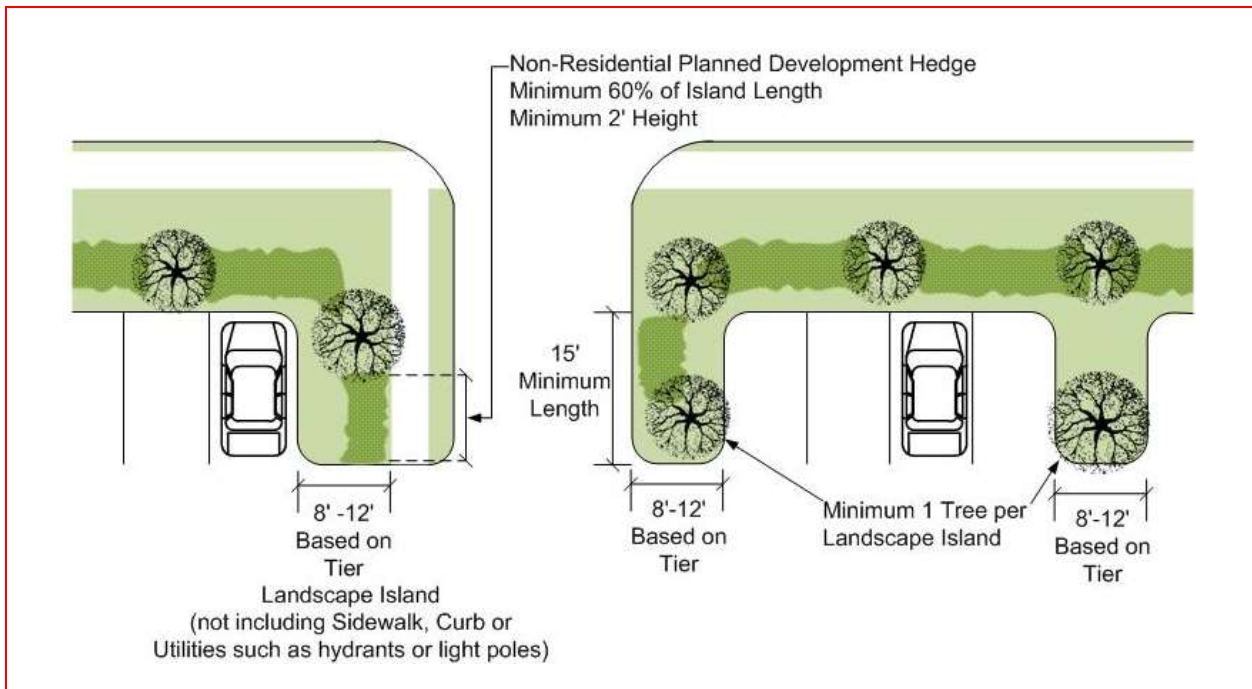 Non-Residential Planned Development Hedge
Minimum 60% of Island Length
Minimum 2' Height
15'
Minimum
Length
8' -12'
Based on
Tier
Landscape Island
(not including Sidewalk, Curb or
Utilities such as hydrants or light poles)
8'-12'
Based on
Tier
Minimum 1 Tree per
Landscape Island
8'-12'
Based on
Tier